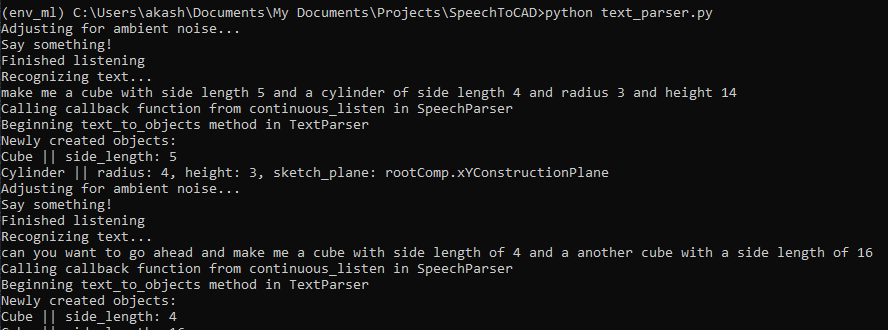 (env_ml) C:\Users\akash\Documents\My Documents\Projects\SpeechToCAD>python text_parser.py
Adjusting for ambient noise...
Say something!
Finished listening
Recognizing text...
make me a cube with side length 5 and a cylinder of side length 4 and radius 3 and height 14
Calling callback function from continuous_listen in SpeechParser
Beginning text_to_objects method in TextParser
Newly created objects:
Cube || side_length: 5
Cylinder || radius: 4, height: 3, sketch_plane: rootComp.xYConstructionPlane
Adjusting for ambient noise...
Say something!
Finished listening
Recognizing text...
can you want to go ahead and make me a cube with side length of 4 and a another cube with a side length of 16
Calling callback function from continuous_listen in SpeechParser
Beginning text_to_objects method in TextParser
Newly created objects:
Cube || side_length: 4
Cube || side_length: 16